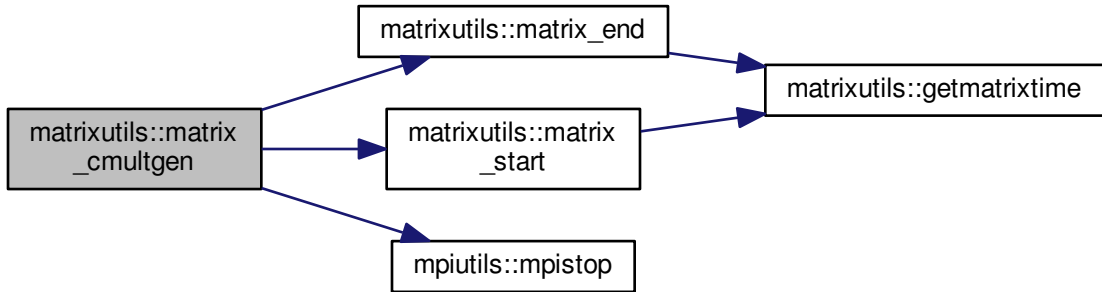 matrixutils::matrix_end
matrixutils::getmatrixtime
matrixutils::matrix
_cmultgen
matrixutils::matrix
_start
mpiutils::mpistop